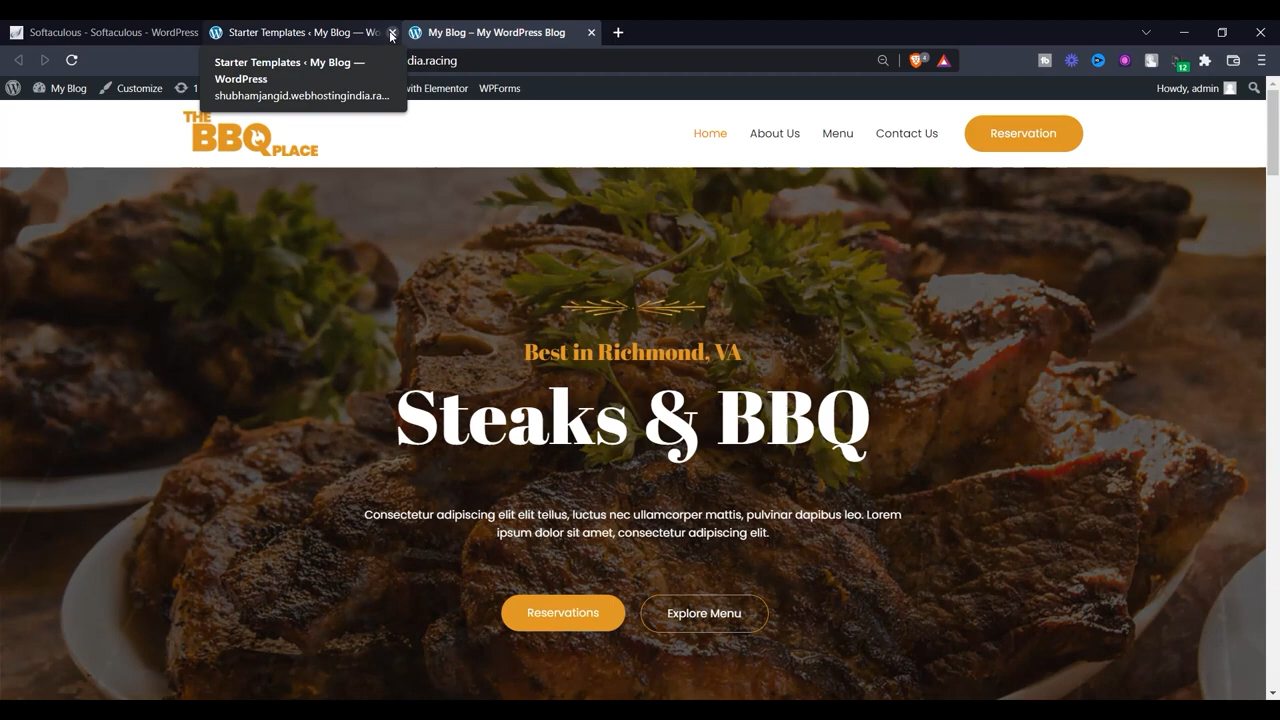 Softaculous - Softaculous - WordPress
Starter Templates ‹ My Blog — Wo
My Blog – My WordPress Blog
Starter Templates ‹ My Blog —
WordPress
shubhamjangid.webhostingindia.ra...
dia.racing
4
12
My Blog
Customize
1
with Elementor
WPForms
Howdy, admin
THE
BBQ
PLACE
Home
About Us
Menu
Contact Us
Reservation
Best in Richmond, VA
Steaks & BBQ
Consectetur adipiscing elit elit tellus, luctus nec ullamcorper mattis, pulvinar dapibus leo. Lorem
ipsum dolor sit amet, consectetur adipiscing elit.
Reservations
Explore Menu